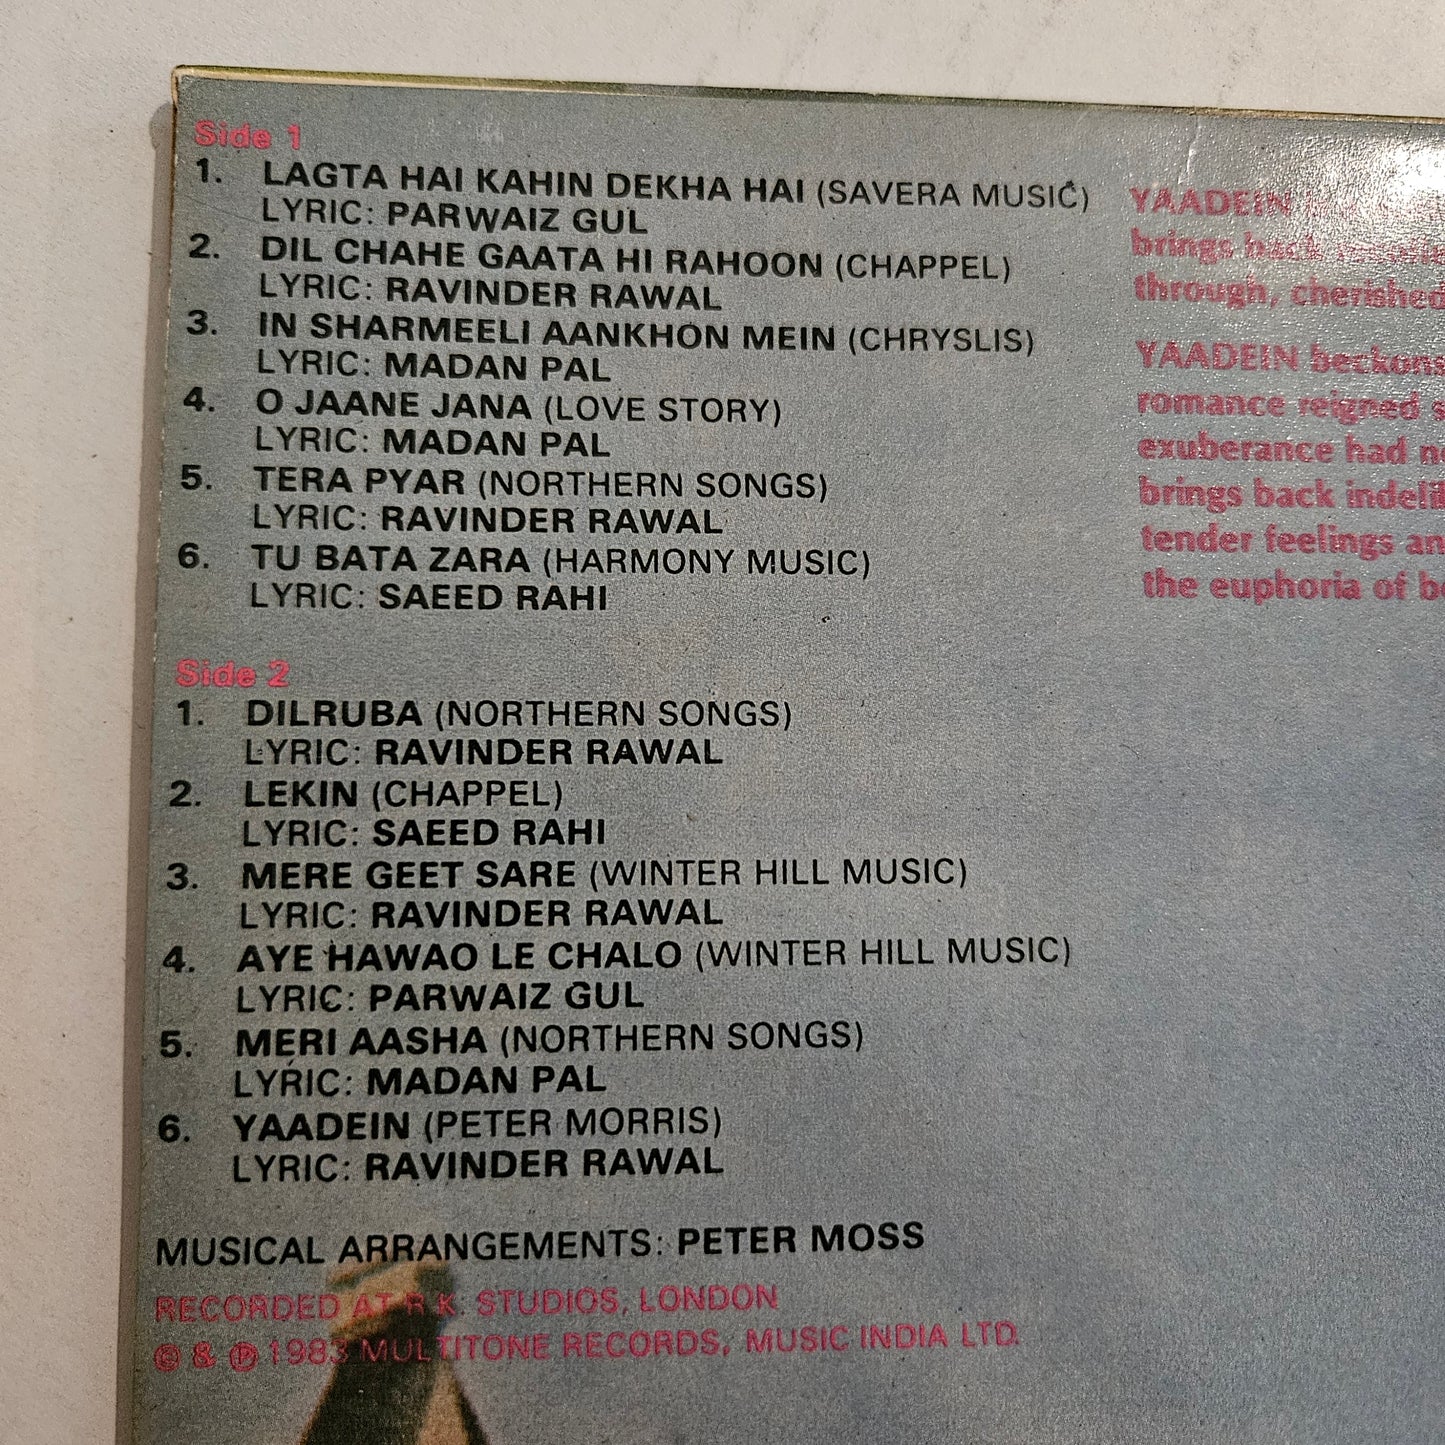 Side 1
1. LAGTA HAI KAHIN DEKHA HAI (SAVERA MUSIC)
LYRIC: PARWAIZ GUL
2. DIL CHAHE GAATA HI RAHOON (CHAPPEL)
LYRIC: RAVINDER RAWAL
3. IN SHARMEELI AANKHON MEIN (CHRYSLIS)
LYRIC: MADAN PAL
4. O JAANE JANA (LOVE STORY)
LYRIC: MADAN PAL
5. TERA PYAR (NORTHERN SONGS)
LYRIC: RAVINDER RAWAL
6. TU BATA ZARA (HARMONY MUSIC)
LYRIC: SAEED RAHI
Side 2
1. DILRUBA (NORTHERN SONGS)
LYRIC: RAVINDER RAWAL
2. LEKIN (CHAPPEL)
LYRIC: SAEED RAHI
3. MERE GEET SARE (WINTER HILL MUSIC)
LYRIC: RAVINDER RAWAL
4. AYE HAWAO LE CHALO (WINTER HILL MUSIC)
LYRIC: PARWAIZ GUL
5. MERI AASHA (NORTHERN SONGS)
LYRIC: MADAN PAL
6. YAADEIN (PETER MORRIS)
LYRIC: RAVINDER RAWAL
MUSICAL ARRANGEMENTS: PETER MOSS
RECORDED AT R.K. STUDIOS, LONDON
© & ℗ 1983 MULTITONE RECORDS, MUSIC INDIA LTD.
YAADEIN
brings back
through, cherished
YAADEIN beckons
romance reigned
exuberance had
brings back
tender feelings
the euphoria of